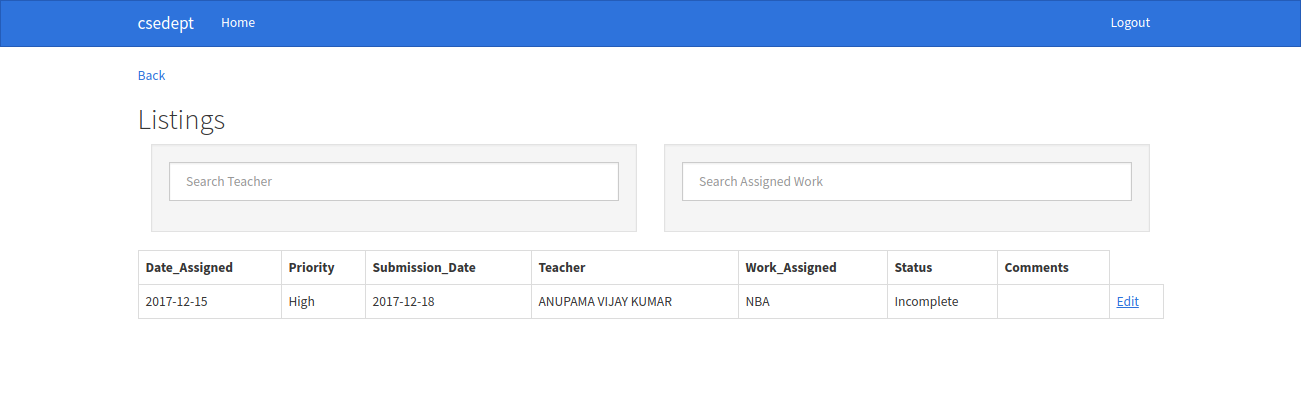 csedept Home Logout
Back
Listings
Search Teacher Search Assigned Work
Date_Assigned Priority Submission_Date Teacher Work_Assigned Status Comments
2017-12-15 High 2017-12-18 ANUPAMA VIJAY KUMAR NBA Incomplete Edit